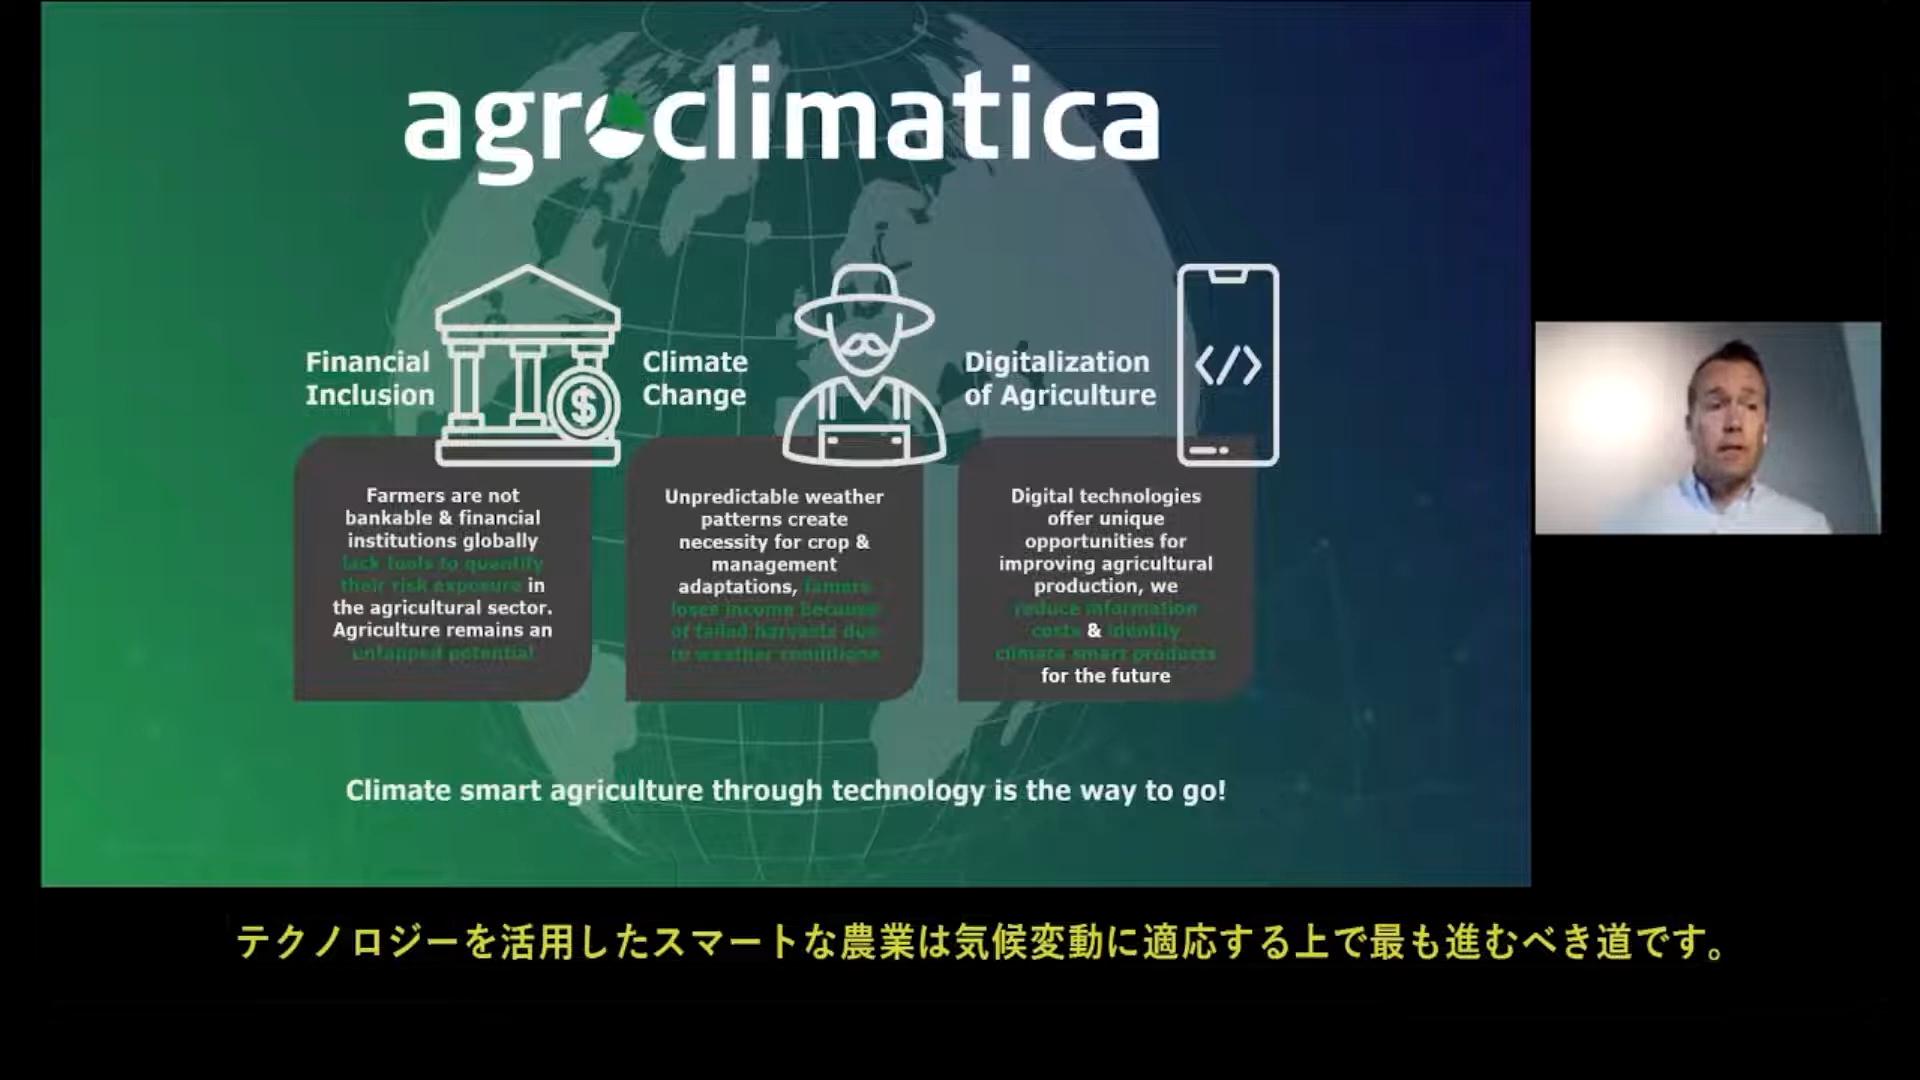 agroclimatica
Financial
Inclusion
Farmers are not
bankable & financial
institutions globally
lack tools to quantify
their risk exposure in
the agricultural sector.
Agriculture remains an
untapped potential
Climate
Change
Unpredictable weather
patterns create
necessity for crop &
management
adaptations, famers
loses income because
of failed harvests due
to weather conditions
Digitalization
of Agriculture
</>
Digital technologies
offer unique
opportunities for
improving agricultural
production, we
reduce information
costs & identify
climate smart products
for the future
Climate smart agriculture through technology is the way to go!
テクノロジーを活用したスマートな農業は気候変動に適応する上で最も進むべき道です。